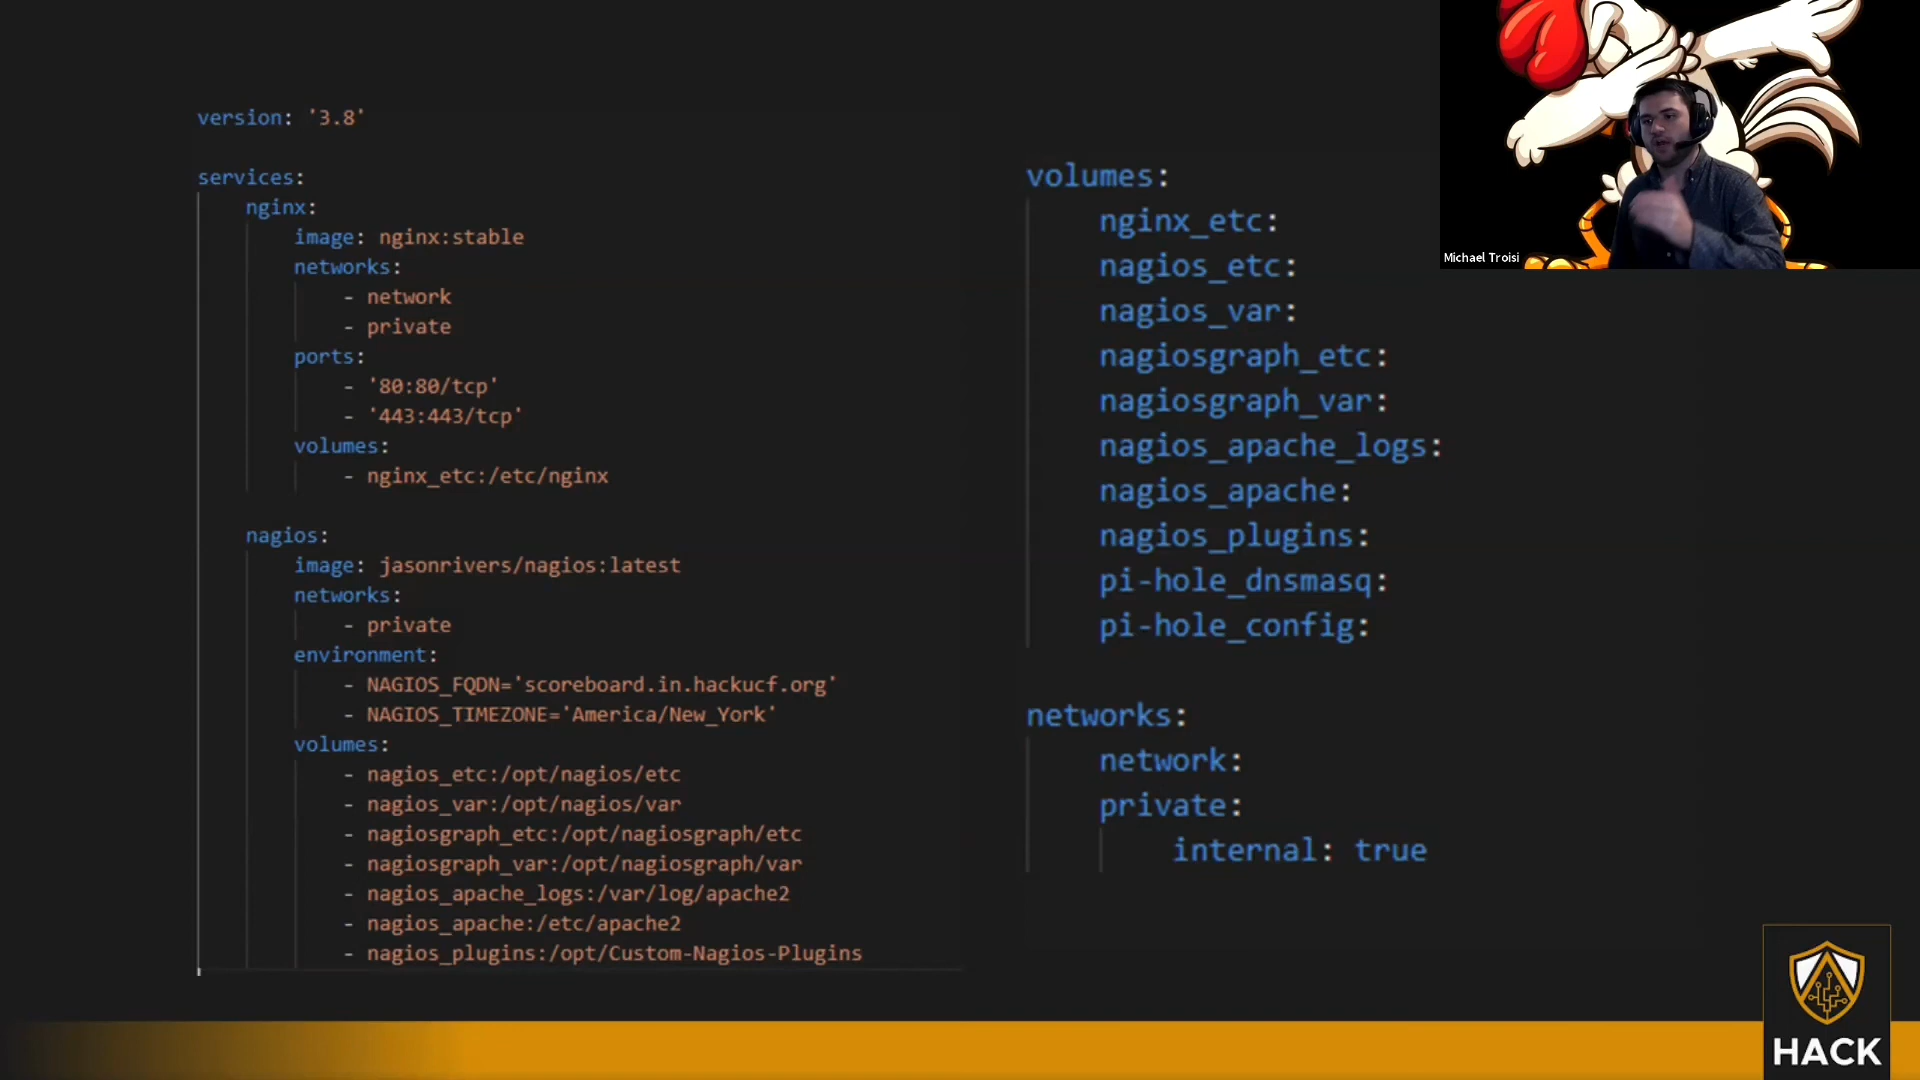 version: '3.8'
services:
nginx:
image: nginx:stable
networks:
- network
- private
ports:
- '80:80/tcp'
- '443:443/tcp'
volumes:
- nginx_etc:/etc/nginx
nagios:
image: jasonrivers/nagios:latest
networks:
- private
environment:
- NAGIOS_FQDN='scoreboard.in.hackucf.org'
- NAGIOS_TIMEZONE='America/New_York'
volumes:
- nagios_etc:/opt/nagios/etc
- nagios_var:/opt/nagios/var
- nagiosgraph_etc:/opt/nagiosgraph/etc
- nagiosgraph_var:/opt/nagiosgraph/var
- nagios_apache_logs:/var/log/apache2
- nagios_apache:/etc/apache2
- nagios_plugins:/opt/Custom-Nagios-Plugins
volumes:
nginx_etc:
nagios_etc:
nagios_var:
nagiosgraph_etc:
nagiosgraph_var:
nagios_apache_logs:
nagios_apache:
nagios_plugins:
pi-hole_dnsmasq:
pi-hole_config:
networks:
network:
private:
internal: true
Michael Troisi
HACK